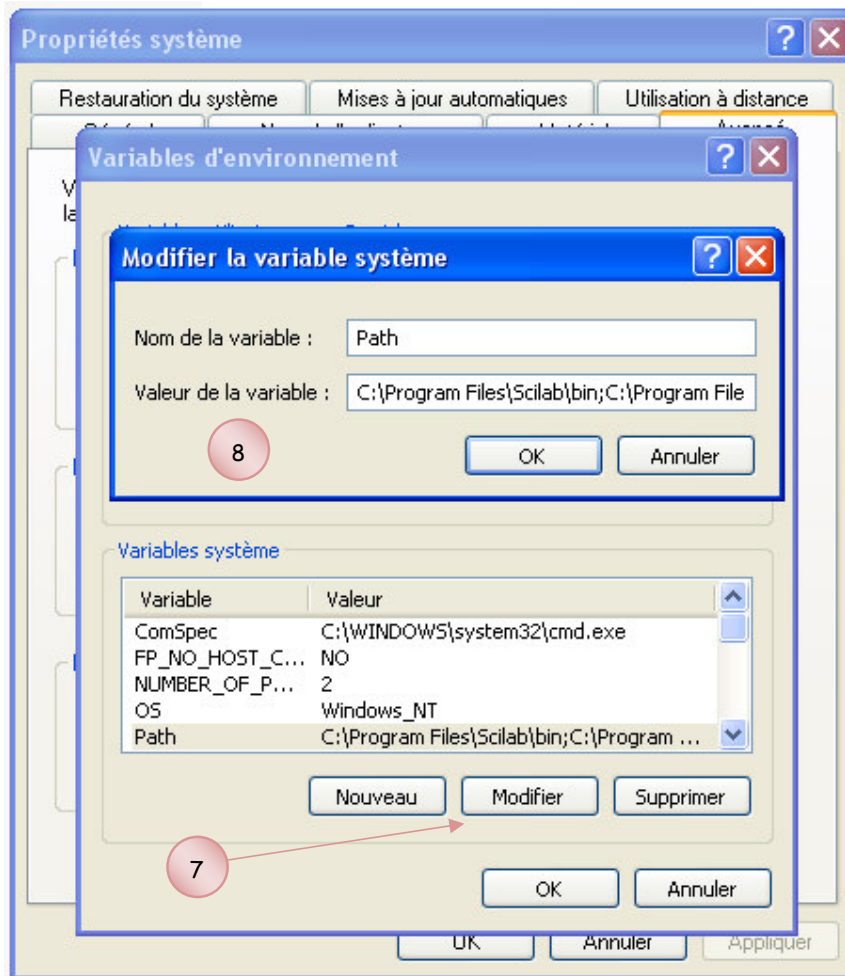 Propriétés système
Restauration du système
Mises à jour automatiques
Utilisation à distance
Avancé
Variables d'environnement
V
la
Modifier la variable système
Nom de la variable :
Path
Valeur de la variable :
C:\Program Files\Scilab\bin;C:\Program File
8
OK
Annuler
Variables système
Variable Valeur
ComSpec C:\WINDOWS\system32\cmd.exe
FP_NO_HOST_C... NO
NUMBER_OF_P... 2
OS Windows_NT
Path C:\Program Files\Scilab\bin;C:\Program ...
Nouveau
Modifier
Supprimer
7
OK
Annuler
OK
Annuler
Appliquer